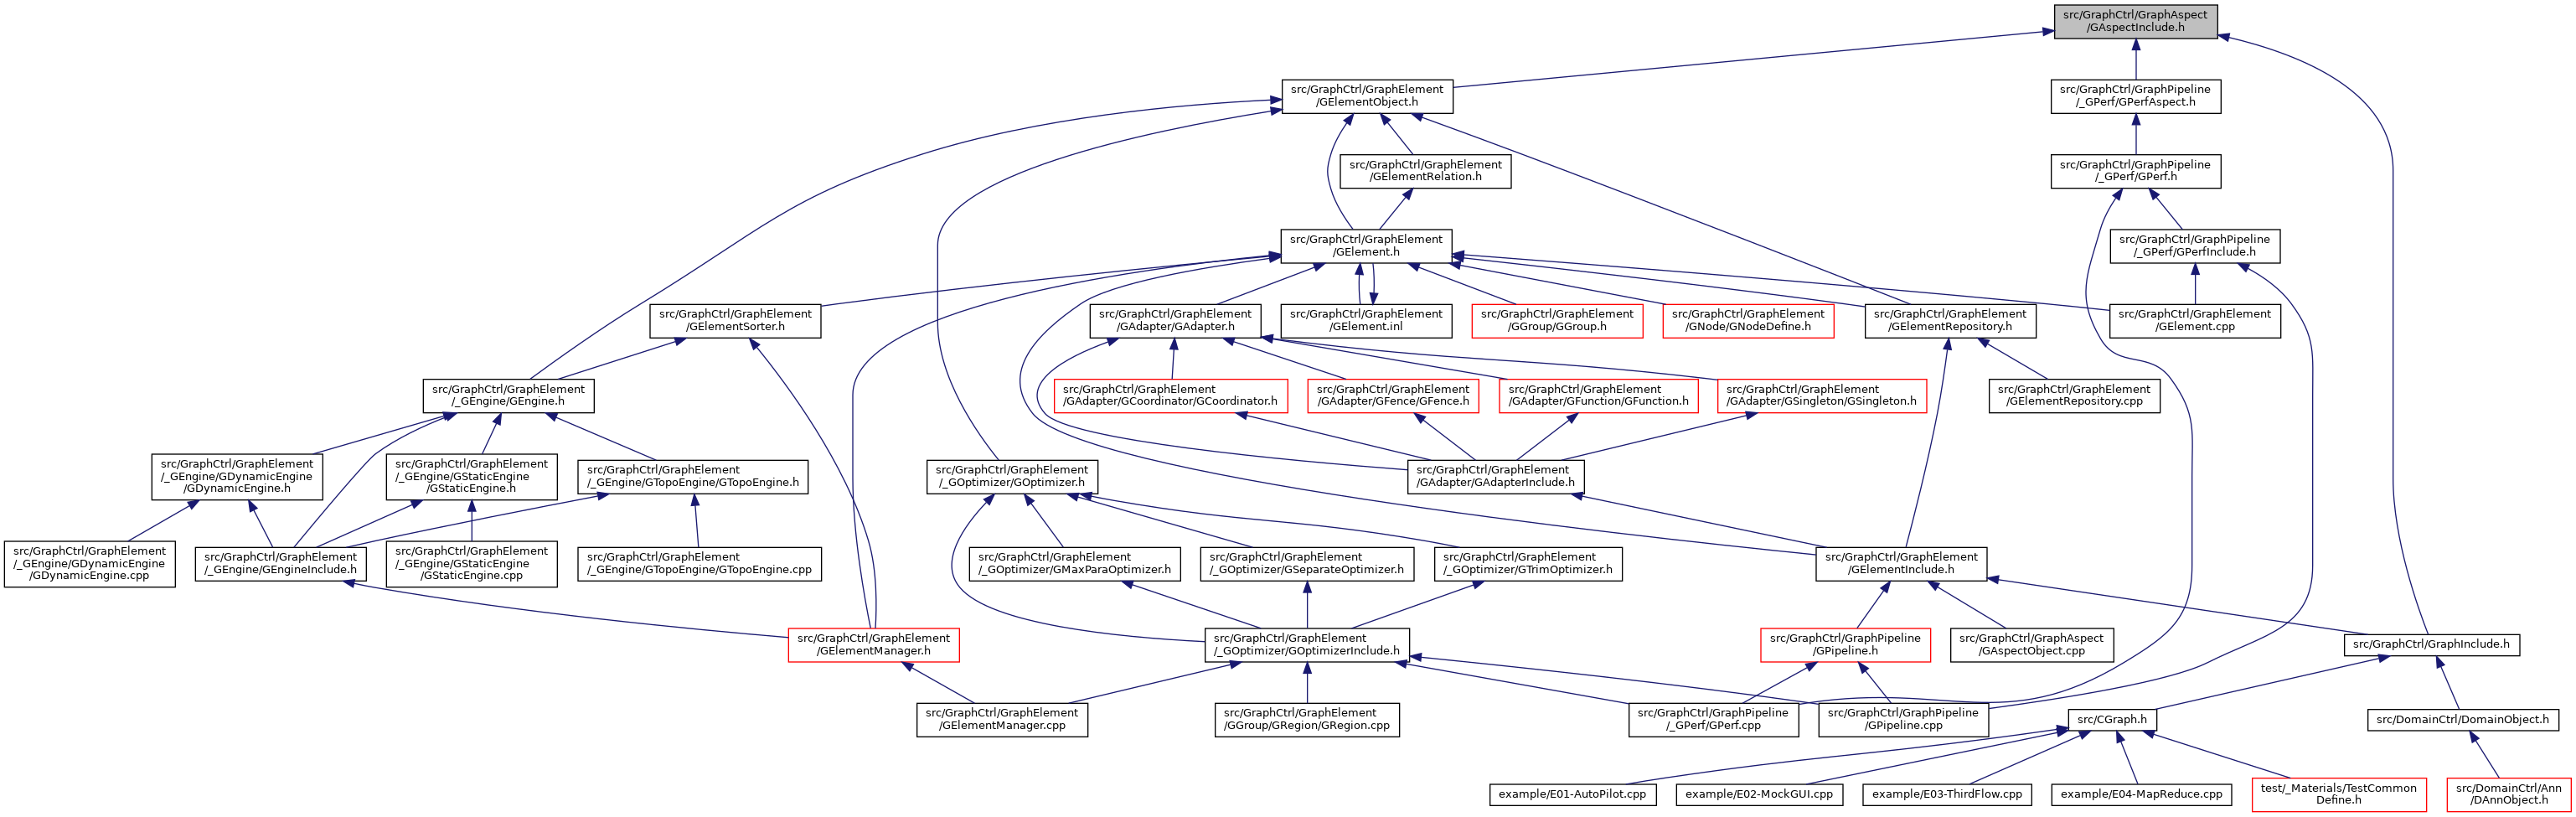 src/GraphCtrl/GraphAspect
/GAspectInclude.h
src/GraphCtrl/GraphElement
/GElementObject.h
src/GraphCtrl/GraphPipeline
/_GPerf/GPerfAspect.h
src/GraphCtrl/GraphElement
/GElementRelation.h
src/GraphCtrl/GraphPipeline
/_GPerf/GPerf.h
src/GraphCtrl/GraphElement
/GElement.h
src/GraphCtrl/GraphPipeline
/_GPerf/GPerfInclude.h
src/GraphCtrl/GraphElement
/GElementSorter.h
src/GraphCtrl/GraphElement
/GAdapter/GAdapter.h
src/GraphCtrl/GraphElement
/GElement.inl
src/GraphCtrl/GraphElement
/GGroup/GGroup.h
src/GraphCtrl/GraphElement
/GNode/GNodeDefine.h
src/GraphCtrl/GraphElement
/GElementRepository.h
src/GraphCtrl/GraphElement
/GElement.cpp
src/GraphCtrl/GraphElement
/_GEngine/GEngine.h
src/GraphCtrl/GraphElement
/GAdapter/GCoordinator/GCoordinator.h
src/GraphCtrl/GraphElement
/GAdapter/GFence/GFence.h
src/GraphCtrl/GraphElement
/GAdapter/GFunction/GFunction.h
src/GraphCtrl/GraphElement
/GAdapter/GSingleton/GSingleton.h
src/GraphCtrl/GraphElement
/GElementRepository.cpp
src/GraphCtrl/GraphElement
/_GEngine/GDynamicEngine
/GDynamicEngine.h
src/GraphCtrl/GraphElement
/_GEngine/GStaticEngine
/GStaticEngine.h
src/GraphCtrl/GraphElement
/_GEngine/GTopoEngine/GTopoEngine.h
src/GraphCtrl/GraphElement
/_GOptimizer/GOptimizer.h
src/GraphCtrl/GraphElement
/GAdapter/GAdapterInclude.h
src/GraphCtrl/GraphElement
/_GEngine/GDynamicEngine
/GDynamicEngine.cpp
src/GraphCtrl/GraphElement
/_GEngine/GEngineInclude.h
src/GraphCtrl/GraphElement
/_GEngine/GStaticEngine
/GStaticEngine.cpp
src/GraphCtrl/GraphElement
/_GEngine/GTopoEngine/GTopoEngine.cpp
src/GraphCtrl/GraphElement
/_GOptimizer/GMaxParaOptimizer.h
src/GraphCtrl/GraphElement
/_GOptimizer/GSeparateOptimizer.h
src/GraphCtrl/GraphElement
/_GOptimizer/GTrimOptimizer.h
src/GraphCtrl/GraphElement
/GElementInclude.h
src/GraphCtrl/GraphElement
/GElementManager.h
src/GraphCtrl/GraphElement
/_GOptimizer/GOptimizerInclude.h
src/GraphCtrl/GraphPipeline
/GPipeline.h
src/GraphCtrl/GraphAspect
/GAspectObject.cpp
src/GraphCtrl/GraphInclude.h
src/GraphCtrl/GraphElement
/GElementManager.cpp
src/GraphCtrl/GraphElement
/GGroup/GRegion/GRegion.cpp
src/GraphCtrl/GraphPipeline
/_GPerf/GPerf.cpp
src/GraphCtrl/GraphPipeline
/GPipeline.cpp
src/CGraph.h
src/DomainCtrl/DomainObject.h
example/E01-AutoPilot.cpp
example/E02-MockGUI.cpp
example/E03-ThirdFlow.cpp
example/E04-MapReduce.cpp
test/_Materials/TestCommon
Define.h
src/DomainCtrl/Ann
/DAnnObject.h